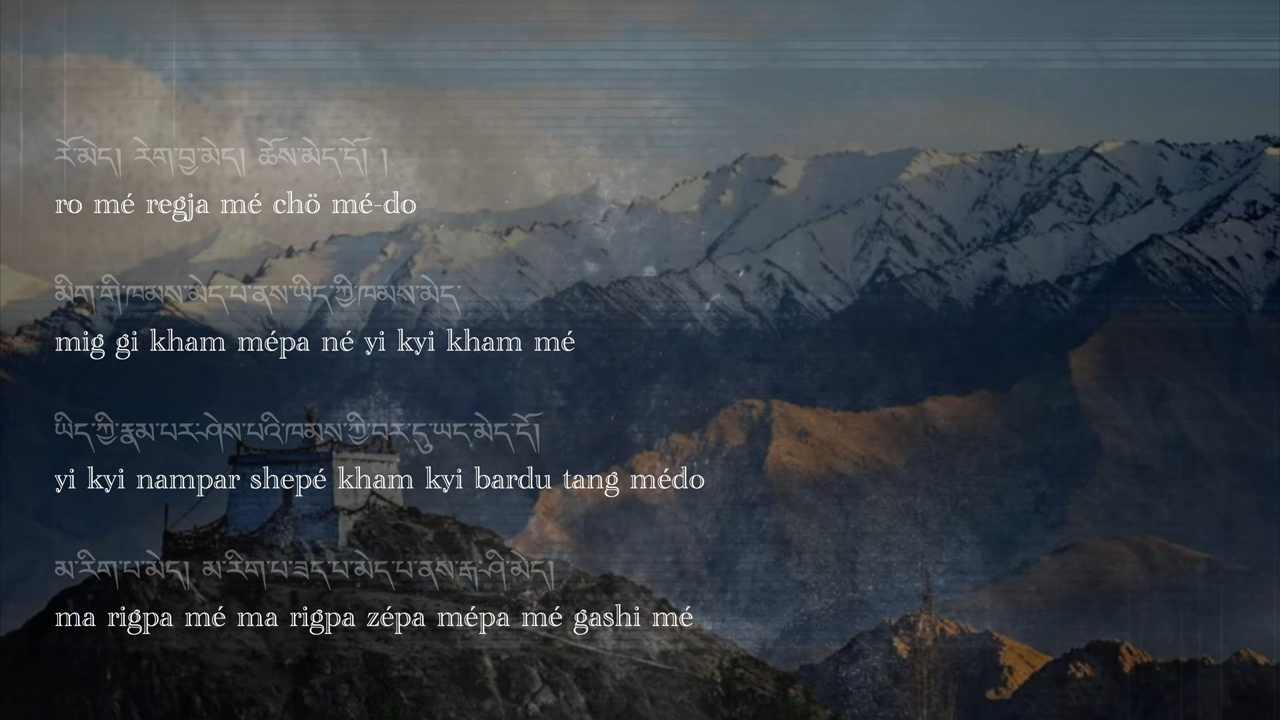 རོ་མེད། རེག་བྱ་མེད། ཆོས་མེད་དོ། །
ro mé regja mé chö mé-do
མིག་གི་ཁམས་མེད་པ་ནས་ཡིད་ཀྱི་ཁམས་མེད་
mig gi kham mépa né yi kyi kham mé
ཡིད་ཀྱི་རྣམ་པར་ཤེས་པའི་ཁམས་ཀྱི་བར་དུ་ཡང་མེད་དོ།
yi kyi nampar shepé kham kyi bardu tang médo
མ་རིག་པ་མེད། མ་རིག་པ་ཟད་པ་མེད་པ་ནས་རྒ་ཤི་མེད།
ma rigpa mé ma rigpa zépa mépa mé gashi mé